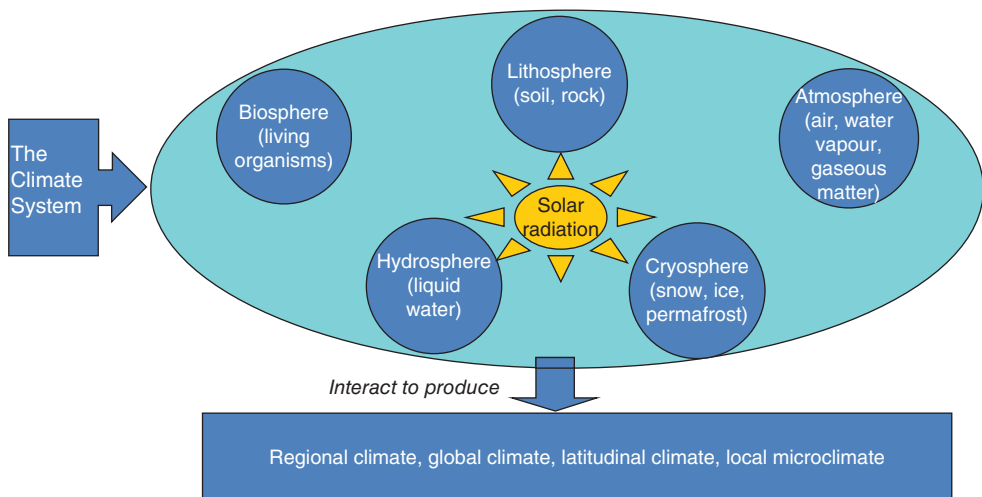 The
Climate
System
Biosphere
(living
organisms)
Lithosphere
(soil, rock)
Atmosphere
(air, water
vapour,
gaseous
matter)
Solar
radiation
Hydrosphere
(liquid
water)
Cryosphere
(snow, ice,
permafrost)
Interact to produce
Regional climate, global climate, latitudinal climate, local microclimate